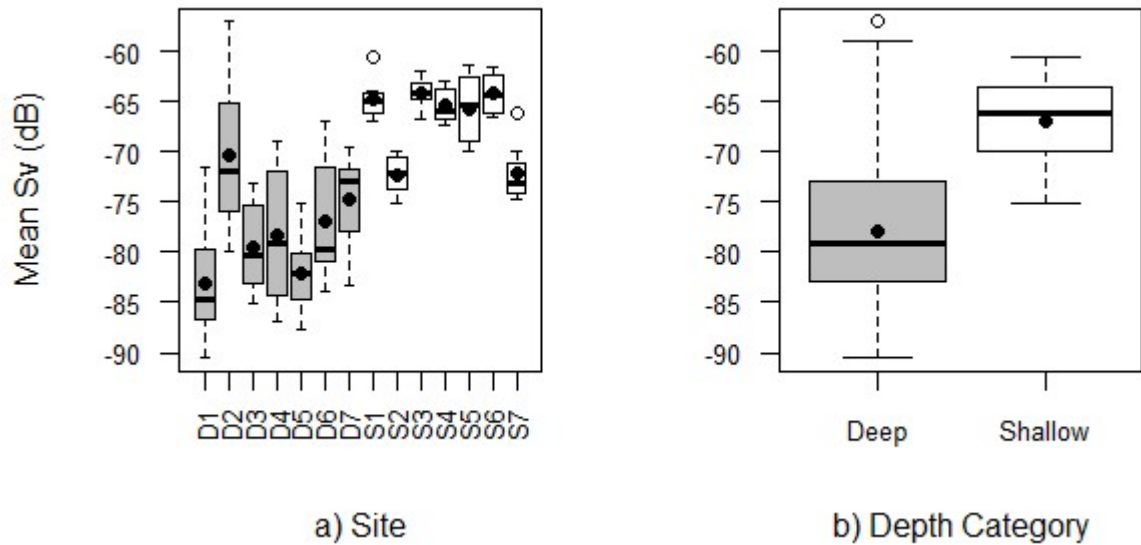 Mean Sv (dB)
-60
-65
-70
-75
-80
-85
-90
D1
D2
D3
D4
D5
D6
D7
S1
S2
S3
S4
S5
S6
S7
a) Site
-60
-65
-70
-75
-80
-85
-90
Deep Shallow
b) Depth Category